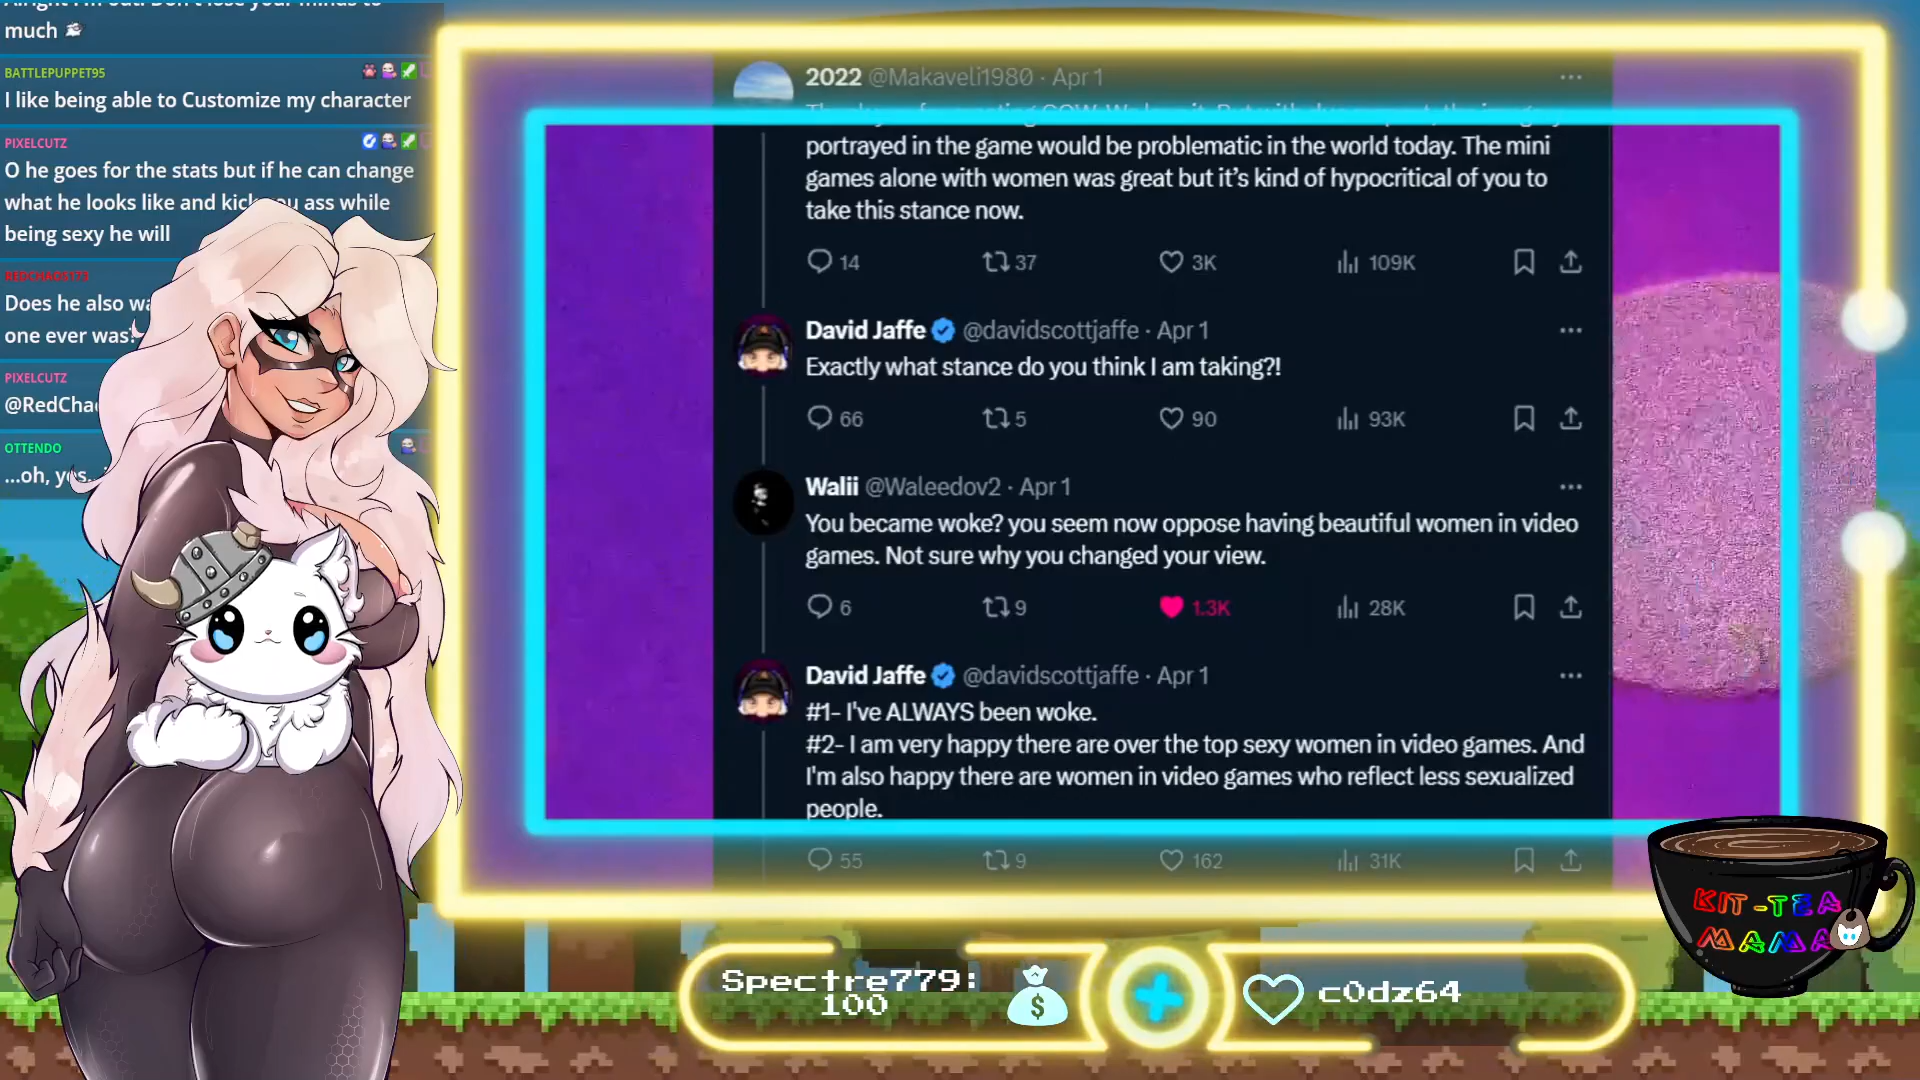 much
BATTLEPUPPET95
I like being able to Customize my character
PIXELCUTZ
O he goes for the stats but if he can change
what he looks like and kick you ass while
being sexy he will
REDCHAOS173
Does he also
one ever was?
PIXELCUTZ
OTTENDO
...oh, yes..
2022 @Makaveli1980 · Apr 1
portrayed in the game would be problematic in the world today. The mini
games alone with women was great but it's kind of hypocritical of you to
take this stance now.
14 37 3K 109K
David Jaffe @davidscottjaffe · Apr 1
Exactly what stance do you think I am taking?!
66 5 90 93K
Walii @Waleedov2 · Apr 1
You became woke? you seem now oppose having beautiful women in video
games. Not sure why you changed your view.
6 9 1.3K 28K
David Jaffe @davidscottjaffe · Apr 1
#1- I've ALWAYS been woke.
#2- I am very happy there are over the top sexy women in video games. And
I'm also happy there are women in video games who reflect less sexualized
people.
55 9 162 31K
Spectre779:
100
$
c0dz64
KIT-TEA
MAMA